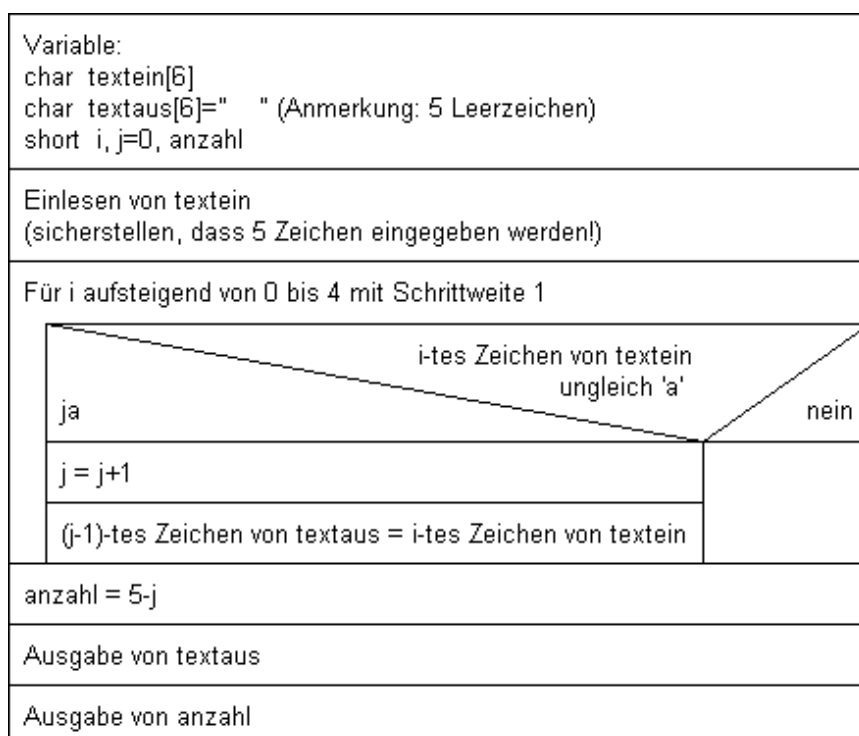 Variable:
char textein[6]
char textaus[6]="     " (Anmerkung: 5 Leerzeichen)
short i, j=0, anzahl
Einlesen von textein
(sicherstellen, dass 5 Zeichen eingegeben werden!)
Für i aufsteigend von 0 bis 4 mit Schrittweite 1
i-tes Zeichen von textein
ungleich 'a'
ja
nein
j = j+1
(j-1)-tes Zeichen von textaus = i-tes Zeichen von textein
anzahl = 5-j
Ausgabe von textaus
Ausgabe von anzahl